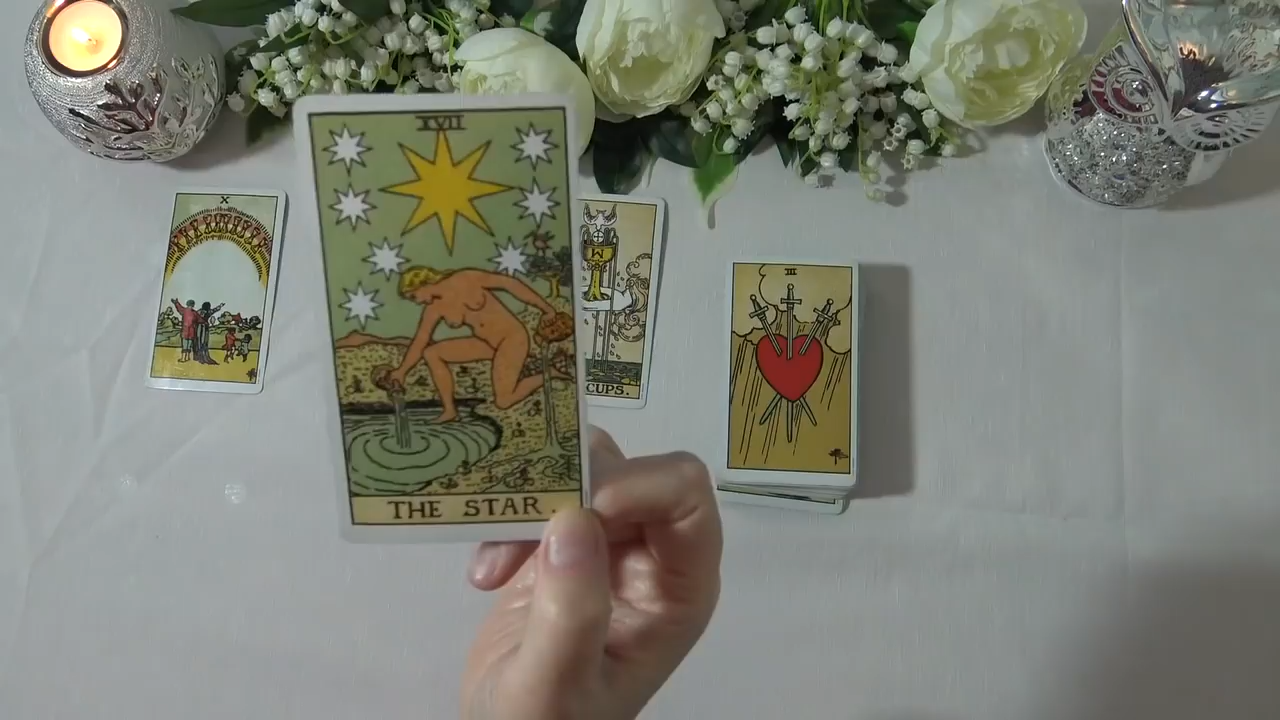 XVII
THE STAR.
X
CUPS.
III